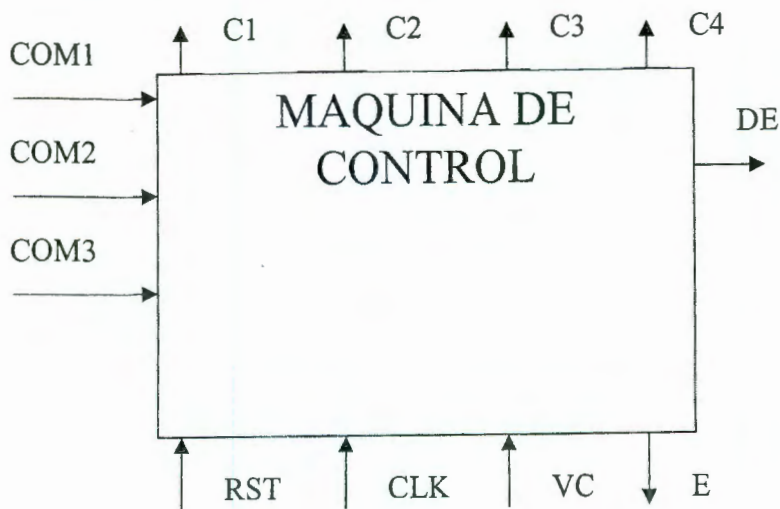 C1 C2 C3 C4
COM1
MAQUINA DE
CONTROL
DE
COM2
COM3
RST CLK VC E